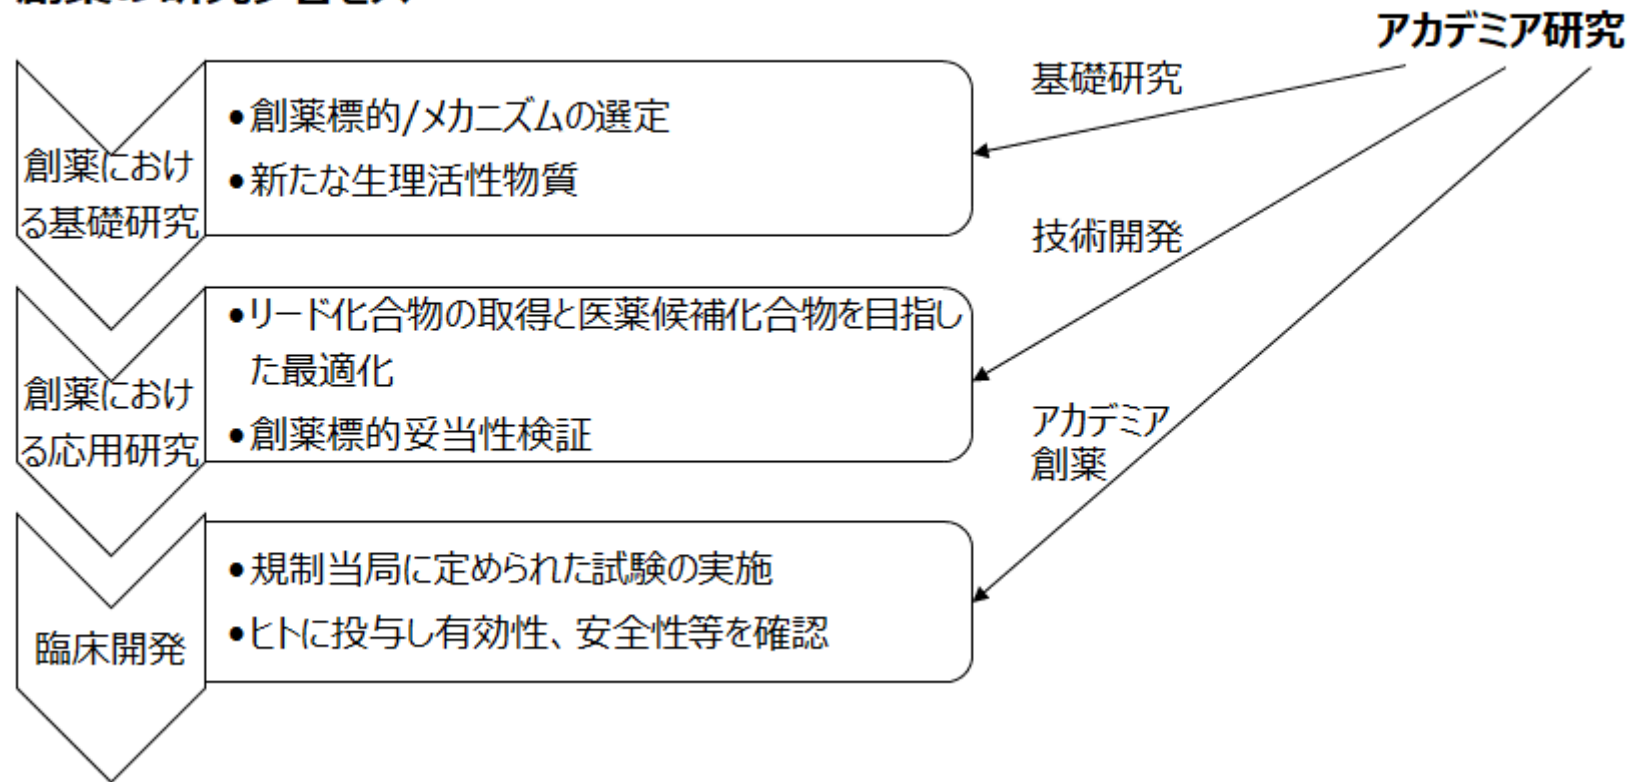 アカデミア研究
創薬におけ
る基礎研究
•創薬標的/メカニズムの選定
•新たな生理活性物質
基礎研究
技術開発
創薬におけ
る応用研究
•リード化合物の取得と医薬候補化合物を目指し
た最適化
•創薬標的妥当性検証
アカデミア
創薬
臨床開発
•規制当局に定められた試験の実施
•ヒトに投与し有効性、安全性等を確認